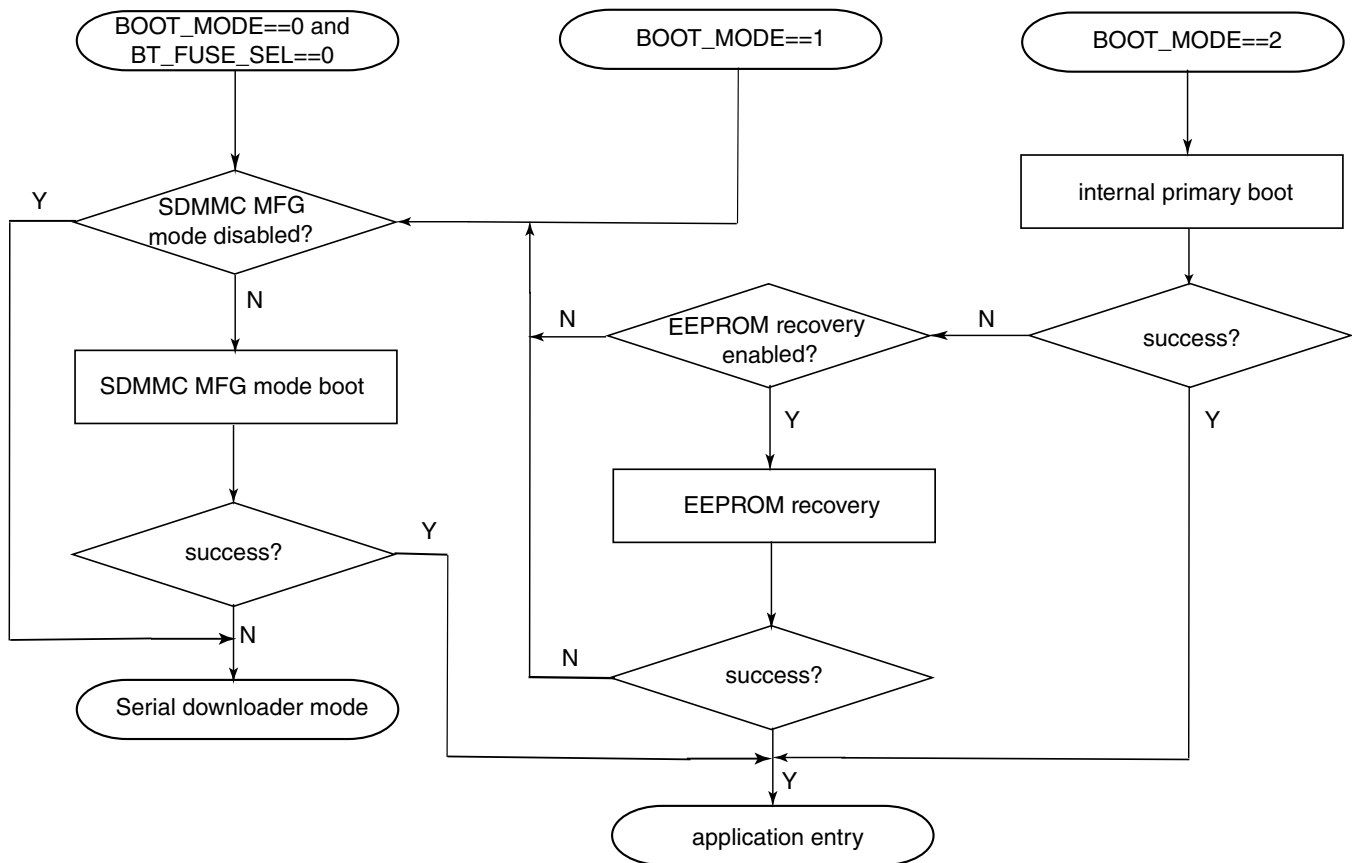 BOOT_MODE==0 and
BT_FUSE_SEL==0
BOOT_MODE==1
BOOT_MODE==2
Y
SDMMC MFG
mode disabled?
internal primary boot
N
N
EEPROM recovery
enabled?
N
success?
SDMMC MFG mode boot
Y
Y
EEPROM recovery
Y
success?
N
N
success?
Serial downloader mode
Y
application entry